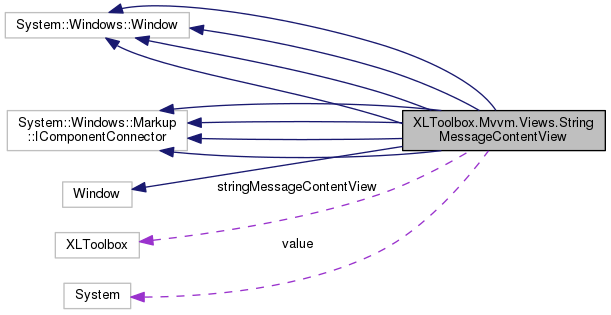 System::Windows::Window
System::Windows::Markup
::IComponentConnector
XLToolbox.Mvvm.Views.String
MessageContentView
Window
stringMessageContentView
XLToolbox
value
System